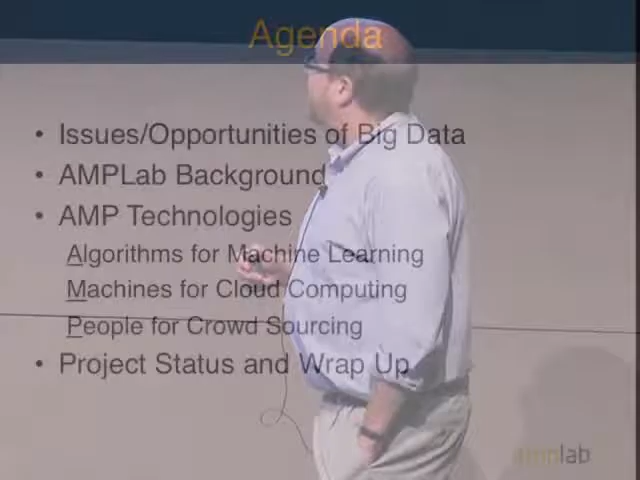 Agenda
• Issues/Opportunities of Big Data
• AMPLab Background
• AMP Technologies
Algorithms for Machine Learning
Machines for Cloud Computing
People for Crowd Sourcing
• Project Status and Wrap Up
amplab